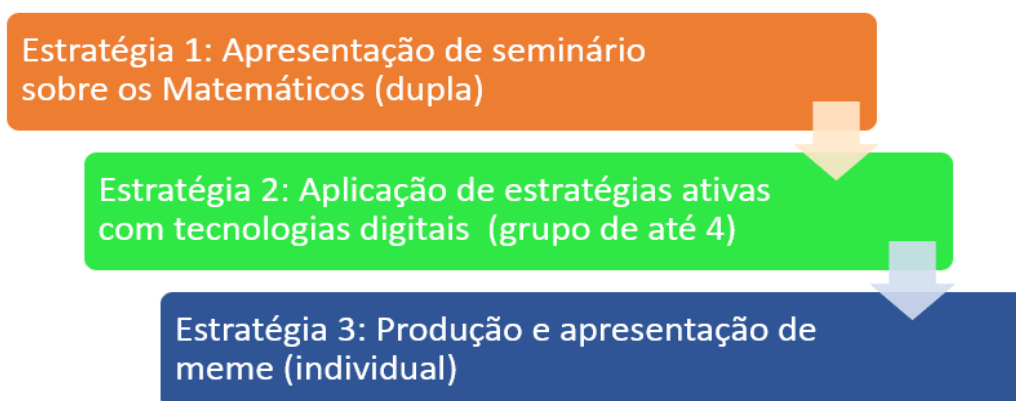 Estratégia 1: Apresentação de seminário
sobre os Matemáticos (dupla)
Estratégia 2: Aplicação de estratégias ativas
com tecnologias digitais (grupo de até 4)
Estratégia 3: Produção e apresentação de
meme (individual)